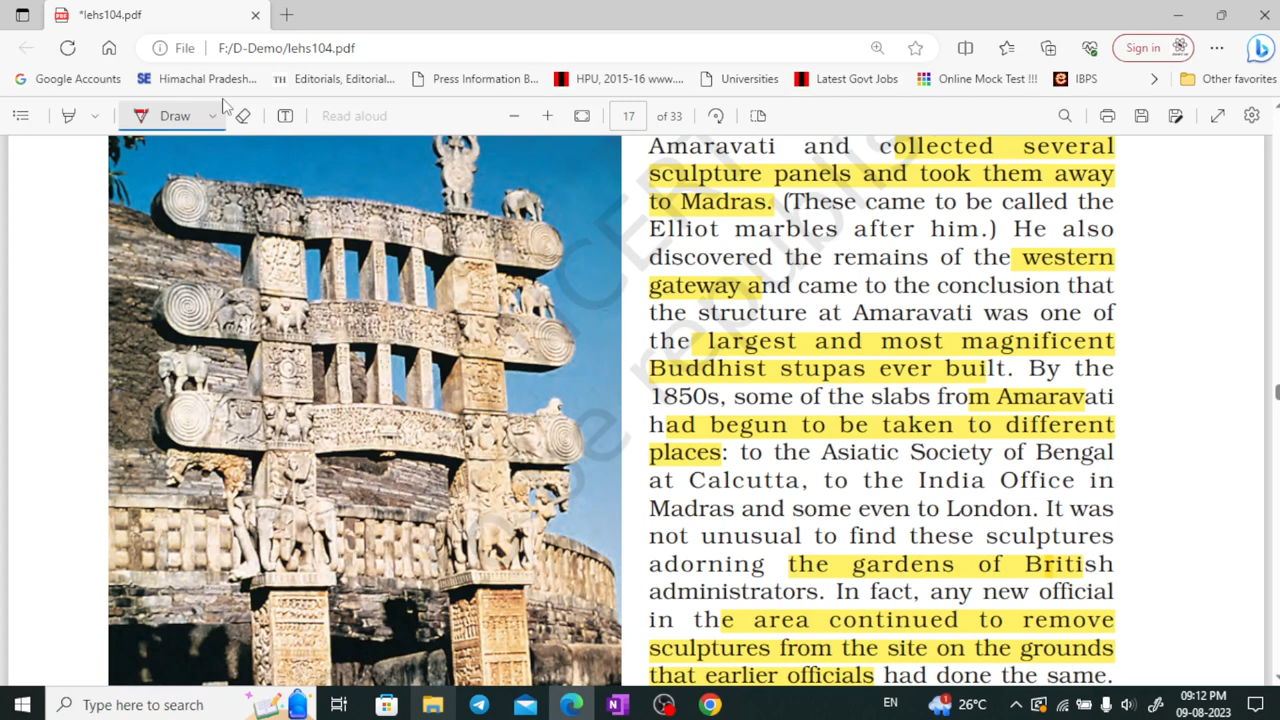 *lehs104.pdf
File F:/D-Demo/lehs104.pdf
Sign in
Google Accounts SE Himachal Pradesh... TH Editorials, Editorial... Press Information B... HPU, 2015-16 www.... Universities Latest Govt Jobs Online Mock Test !!! IBPS Other favorites
Draw Read aloud 17 of 33
Amaravati and collected several
sculpture panels and took them away
to Madras. (These came to be called the
Elliot marbles after him.) He also
discovered the remains of the western
gateway and came to the conclusion that
the structure at Amaravati was one of
the largest and most magnificent
Buddhist stupas ever built. By the
1850s, some of the slabs from Amaravati
had begun to be taken to different
places: to the Asiatic Society of Bengal
at Calcutta, to the India Office in
Madras and some even to London. It was
not unusual to find these sculptures
adorning the gardens of British
administrators. In fact, any new official
in the area continued to remove
sculptures from the site on the grounds
that earlier officials had done the same.
Type here to search
EN 1 26°C 09:12 PM
09-08-2023